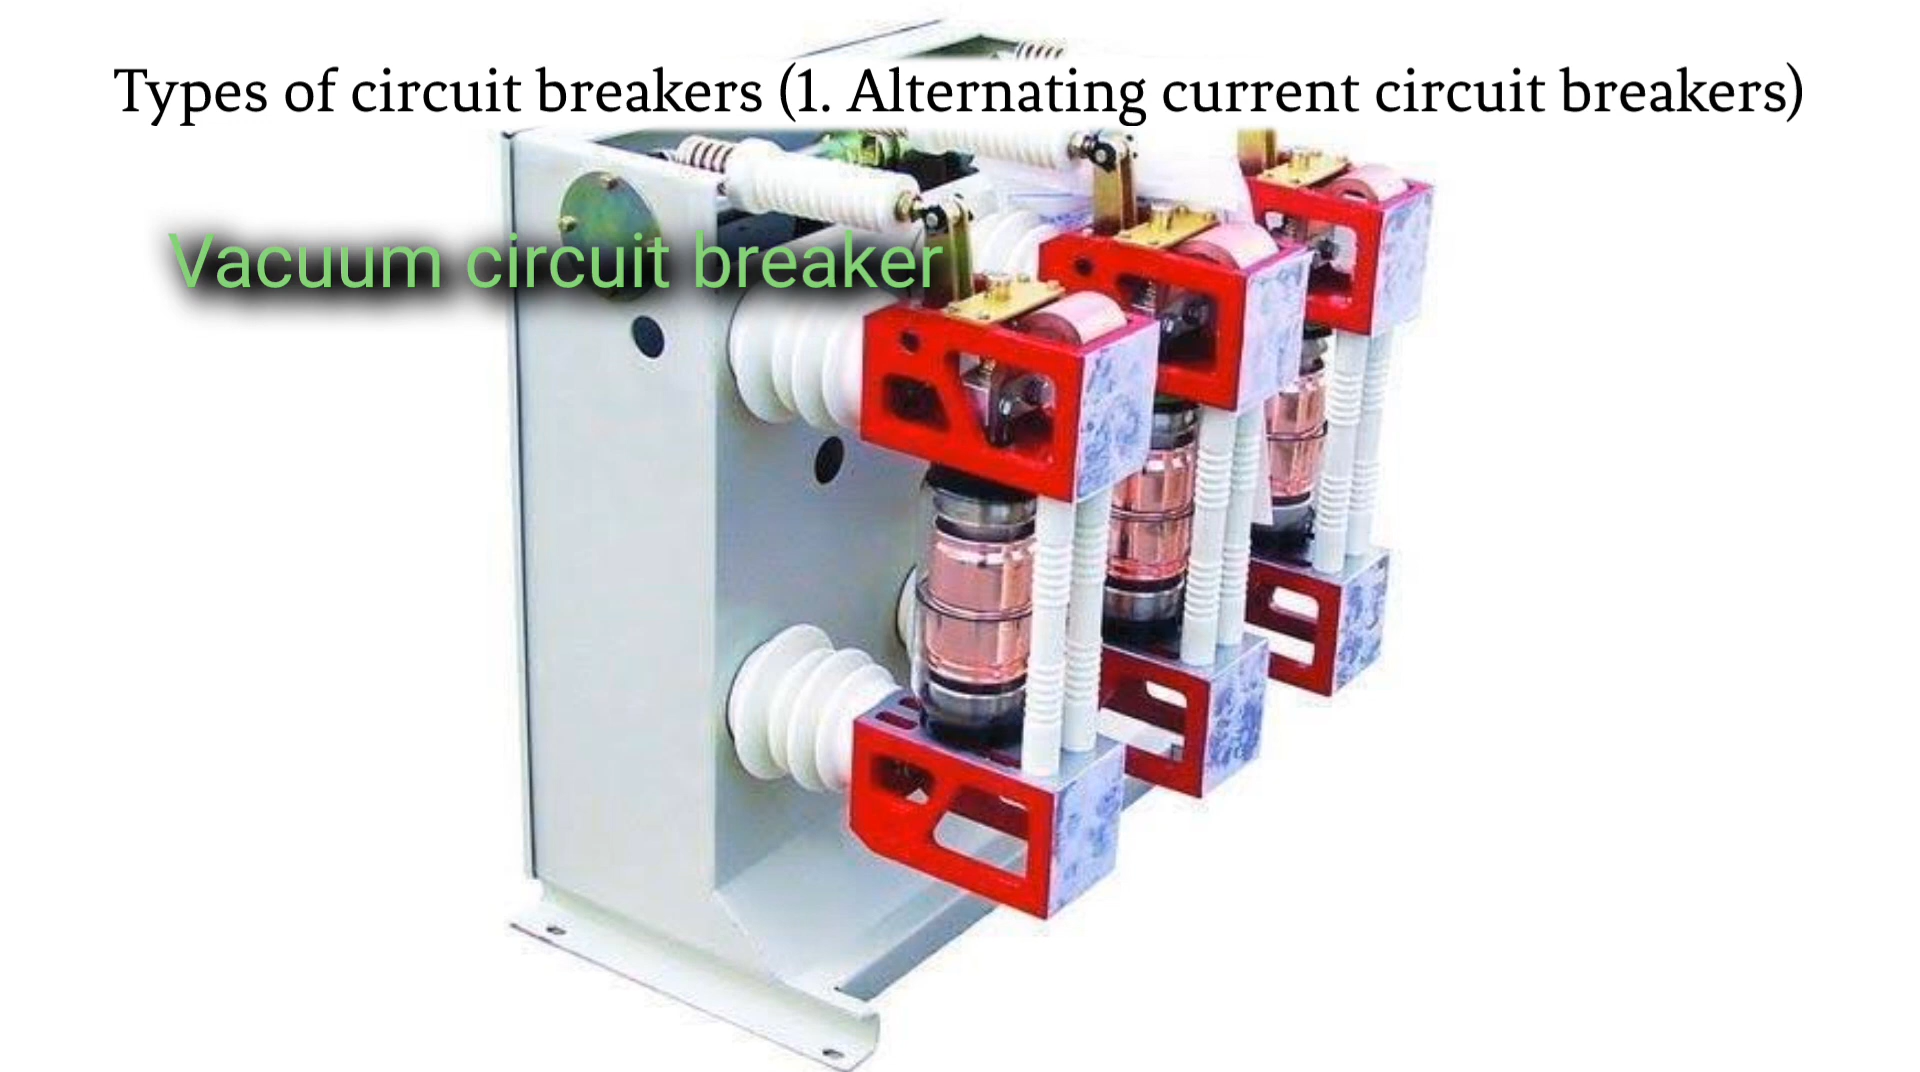 Types of circuit breakers (1. Alternating current circuit breakers)
Vacuum circuit breaker